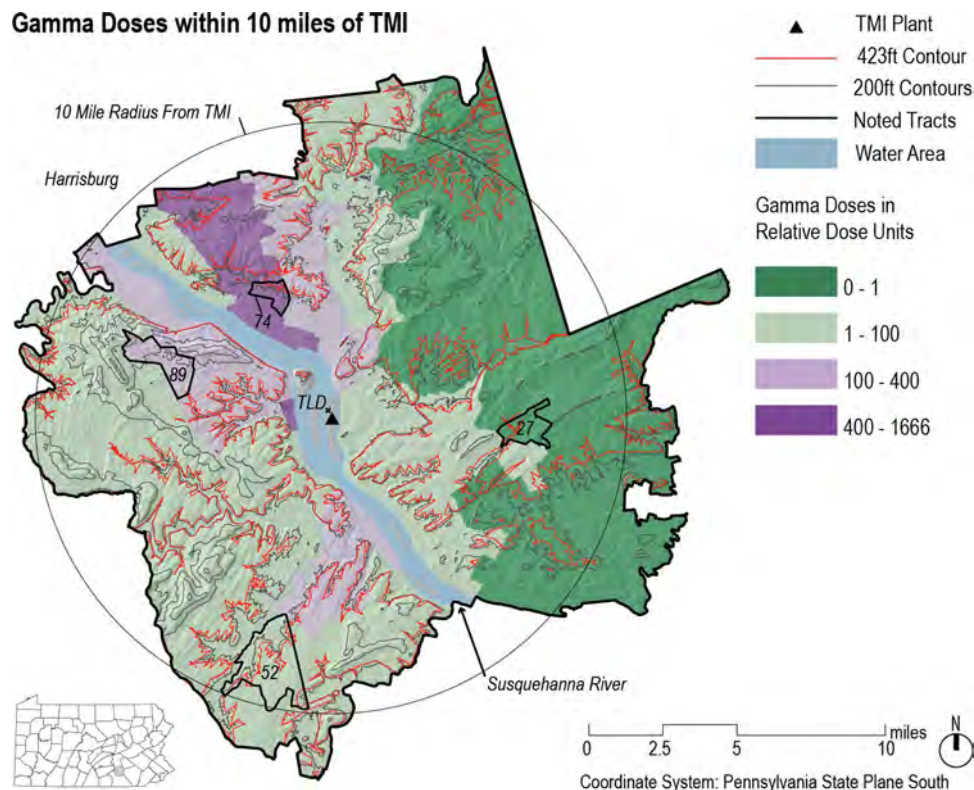 Gamma Doses within 10 miles of TMI
10 Mile Radius From TMI
Harrisburg
74
89
TLD
27
52
Susquehanna River
TMI Plant
423ft Contour
200ft Contours
Noted Tracts
Water Area
Gamma Doses in
Relative Dose Units
0 - 1
1 - 100
100 - 400
400 - 1666
miles
0 2.5 5 10
N
Coordinate System: Pennsylvania State Plane South